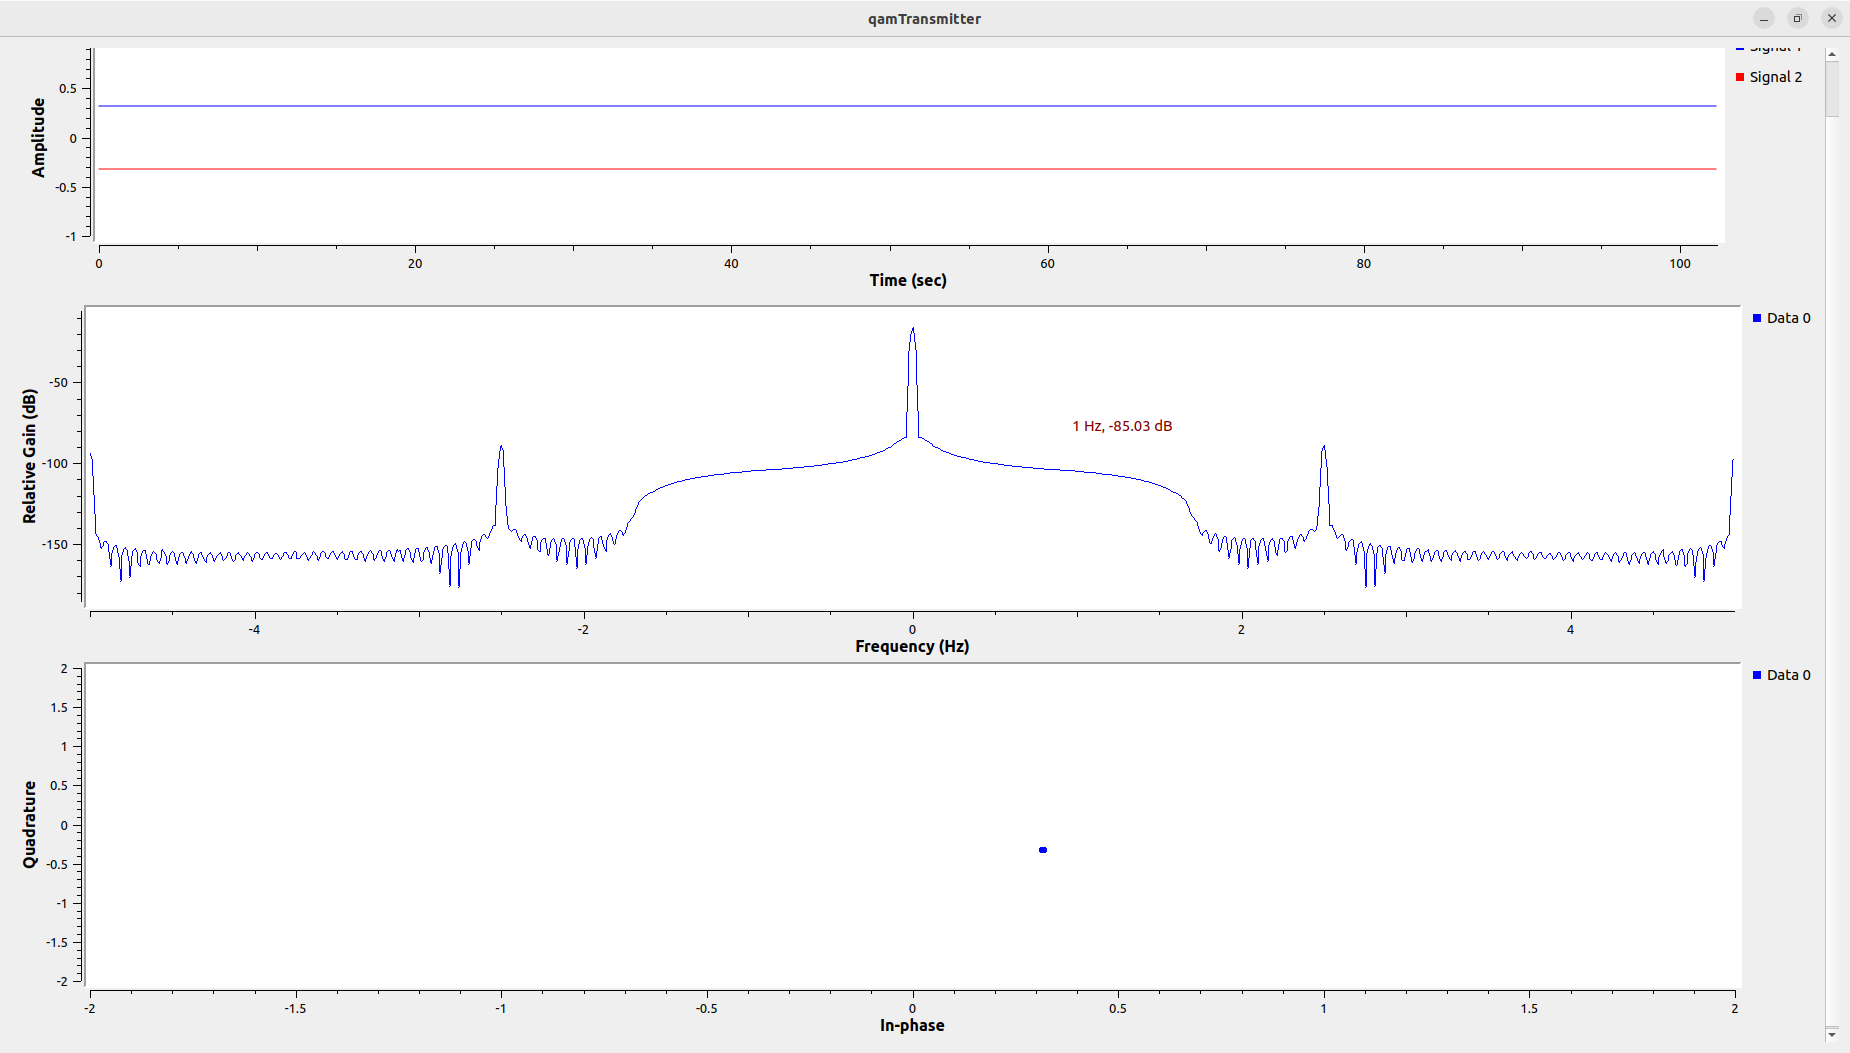 qamTransmitter
Signal 1
Signal 2
Amplitude
0.5
0
-0.5
-1
0 20 40 60 80 100
Time (sec)
Data 0
Relative Gain (dB)
-50
-100
-150
1 Hz, -85.03 dB
-4 -2 0 2 4
Frequency (Hz)
Data 0
Quadrature
2
1.5
1
0.5
0
-0.5
-1
-1.5
-2
-2 -1.5 -1 -0.5 0 0.5 1 1.5 2
In-phase